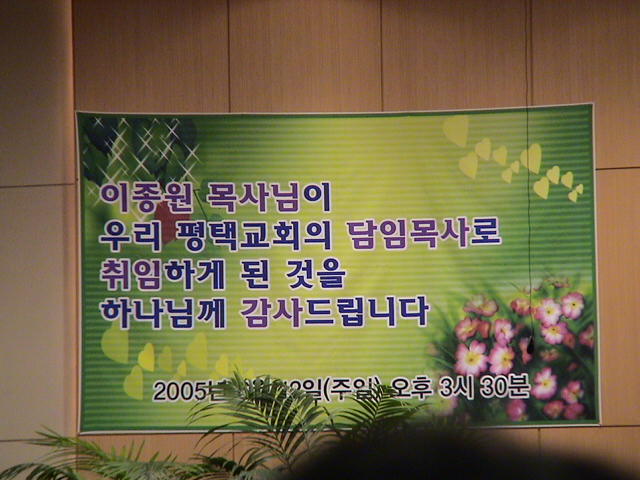 이종원 목사님이
우리 평택교회의 담임목사로
취임하게 된 것을
하나님께 감사드립니다
2005년 (주일) 오후 3시 30분